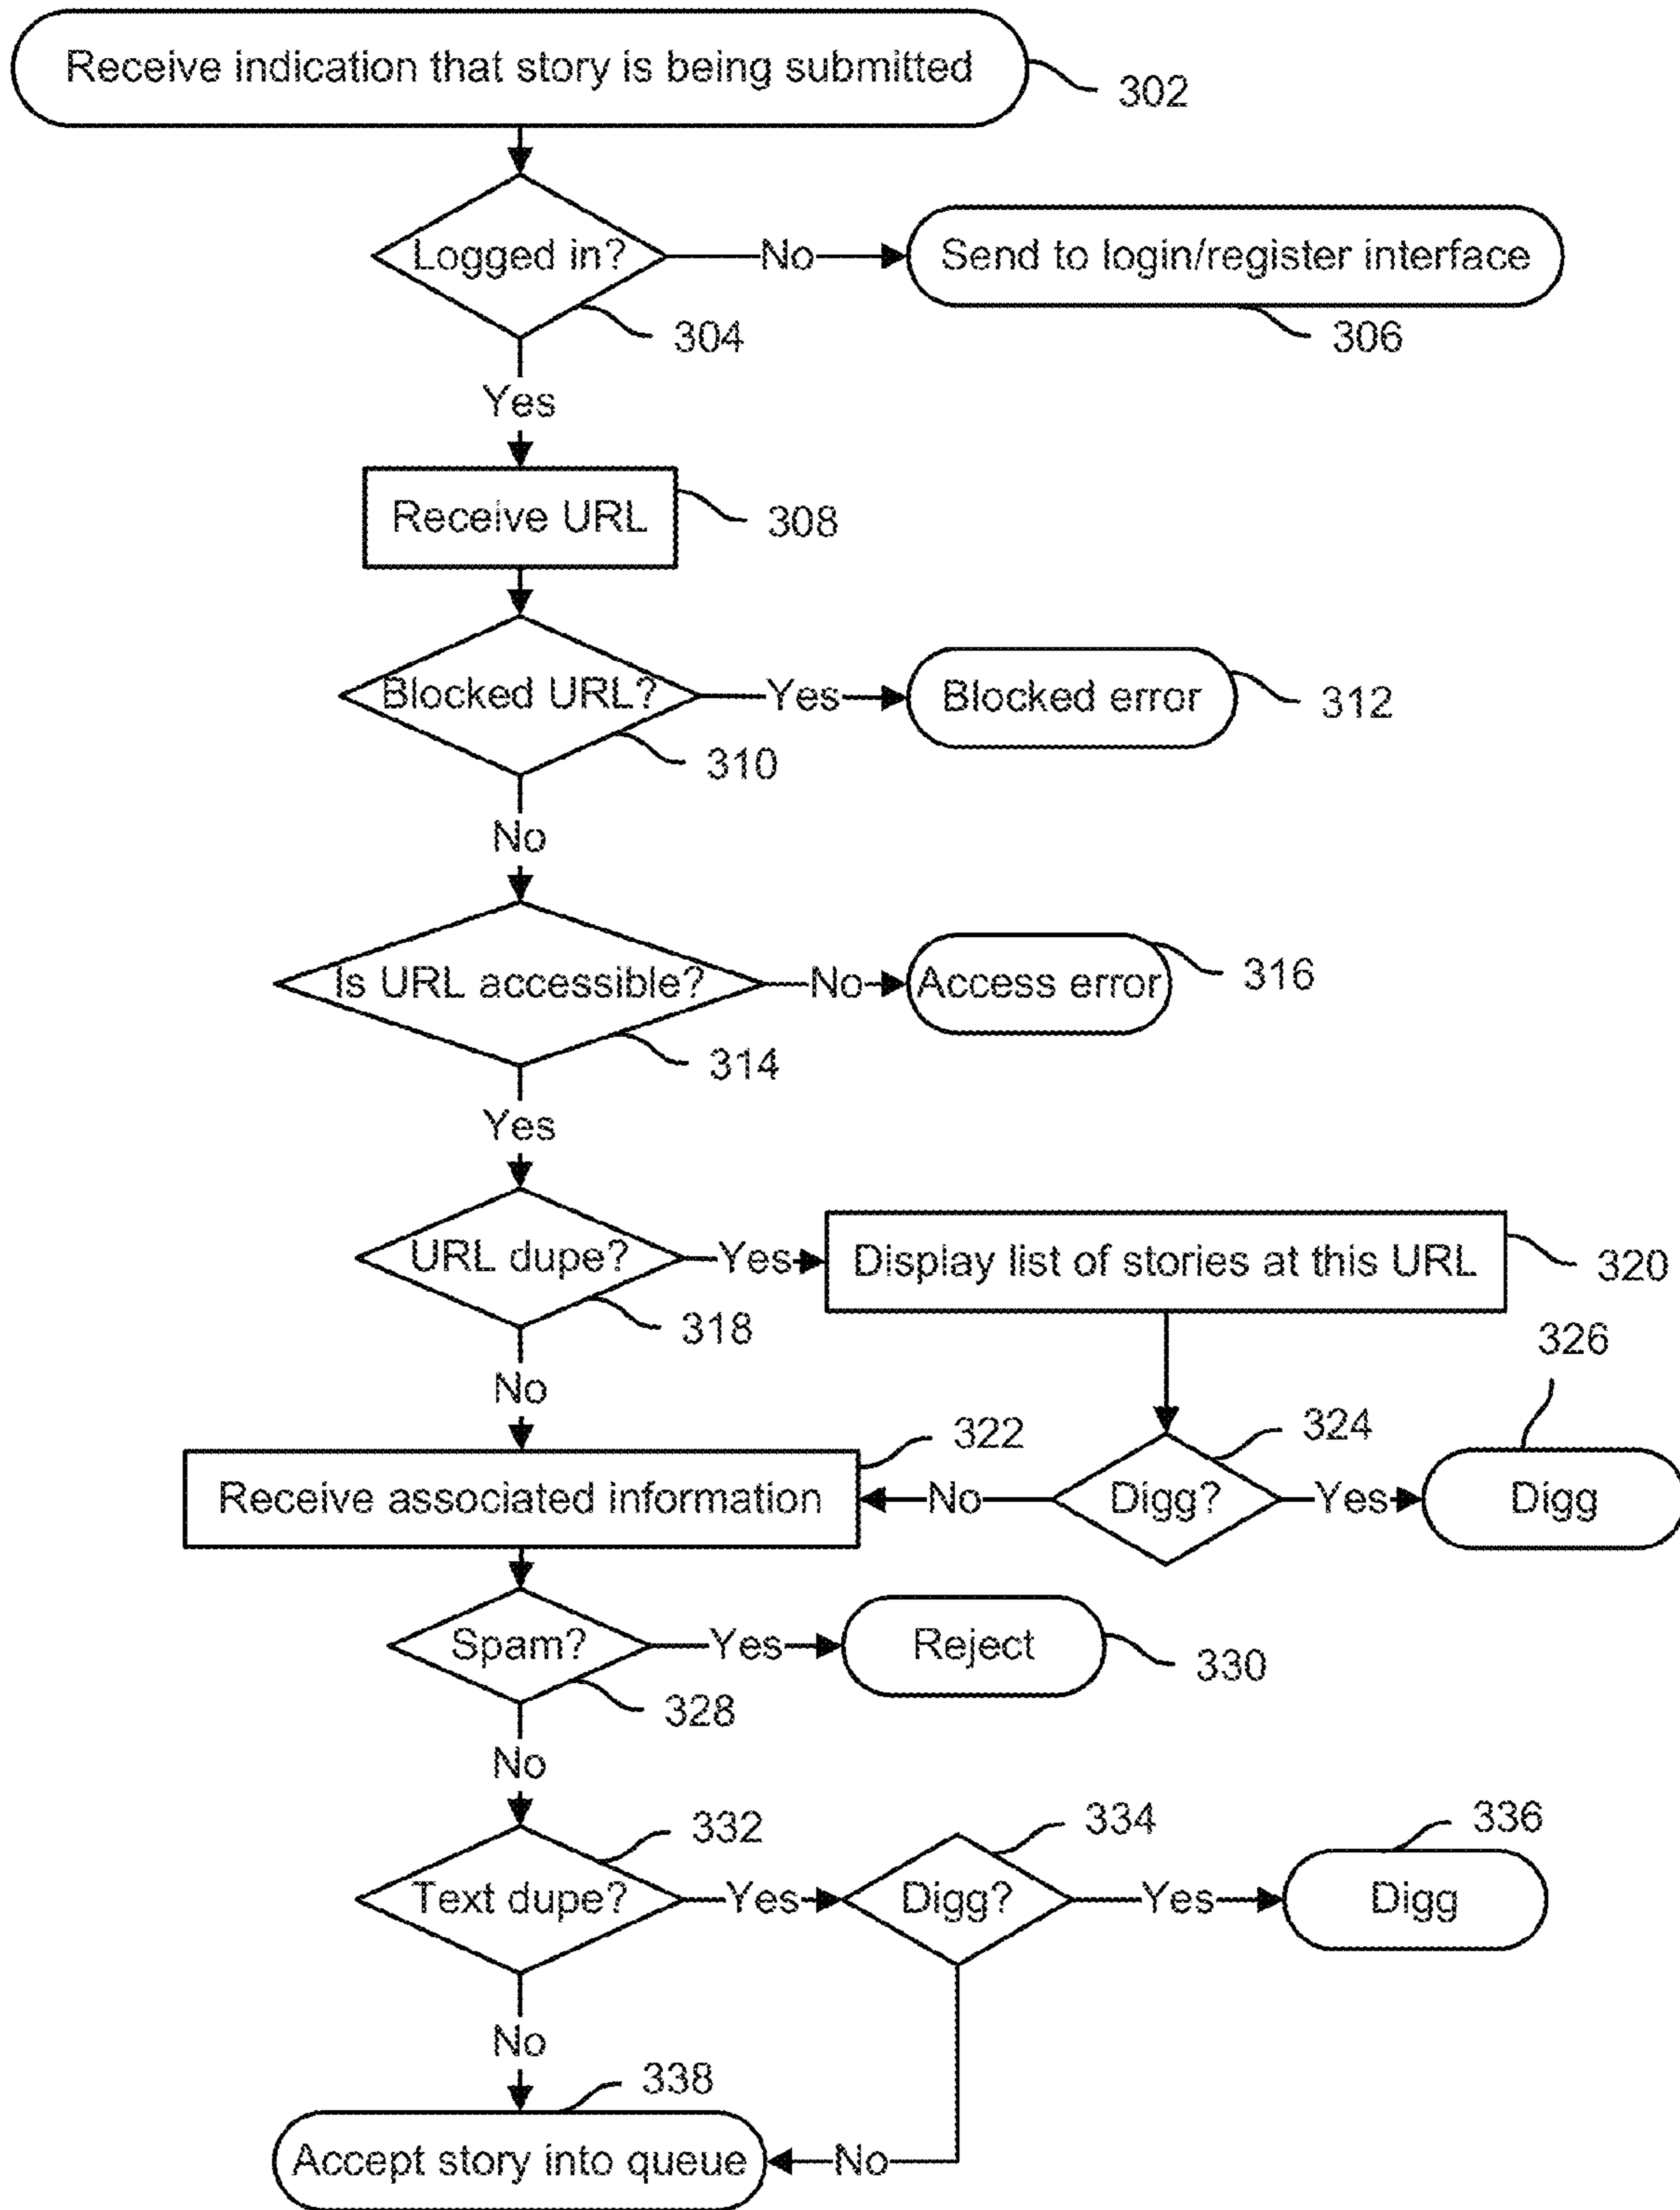 Receive indication that story is being submitted
302
Logged in?
No
Send to login/register interface
304
306
Yes
Receive URL
308
Blocked URL?
Yes
Blocked error
312
310
No
Is URL accessible?
No
Access error
316
314
Yes
URL dupe?
Yes
Display list of stories at this URL
320
318
326
No
322
324
Receive associated information
No
Digg?
Yes
Digg
Spam?
Yes
Reject
330
328
No
332
334
336
Text dupe?
Yes
Digg?
Yes
Digg
No
338
Accept story into queue
No